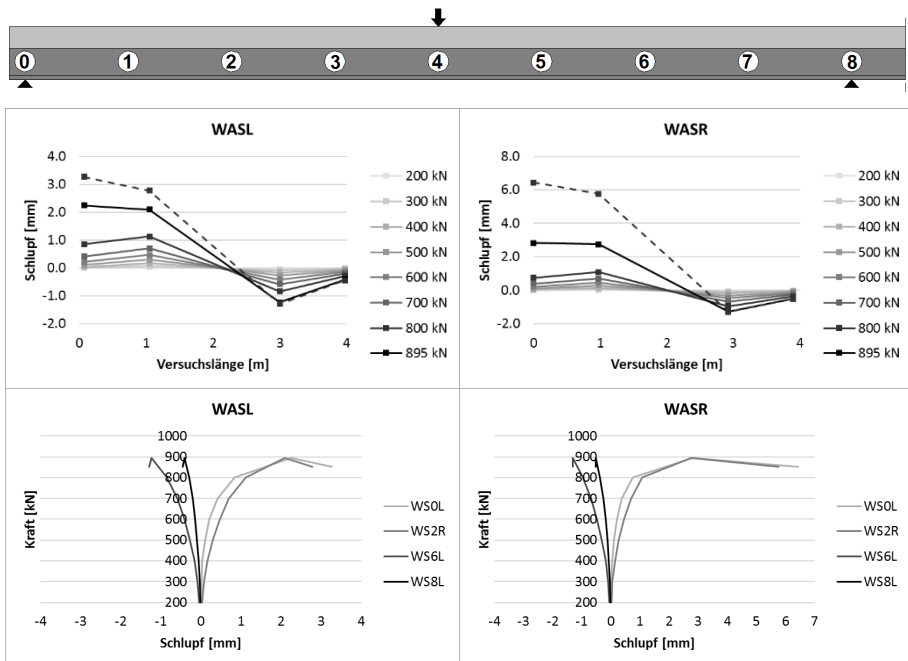 0 1 2 3 4 5 6 7 8
WASL
4.0
3.0
2.0
1.0
0.0
-1.0
-2.0
Schlupf [mm]
0 1 2 3 4
Versuchslänge [m]
200 kN
300 kN
400 kN
500 kN
600 kN
700 kN
800 kN
895 kN
WASR
8.0
6.0
4.0
2.0
0.0
-2.0
Schlupf [mm]
0 1 2 3 4
Versuchslänge [m]
200 kN
300 kN
400 kN
500 kN
600 kN
700 kN
800 kN
895 kN
WASL
1000
900
800
700
600
500
400
300
200
Kraft [kN]
-4 -3 -2 -1 0 1 2 3 4
Schlupf [mm]
WS0L
WS2R
WS6L
WS8L
WASR
1000
900
800
700
600
500
400
300
200
Kraft [kN]
-4 -3 -2 -1 0 1 2 3 4 5 6 7
Schlupf [mm]
WS0L
WS2R
WS6L
WS8L